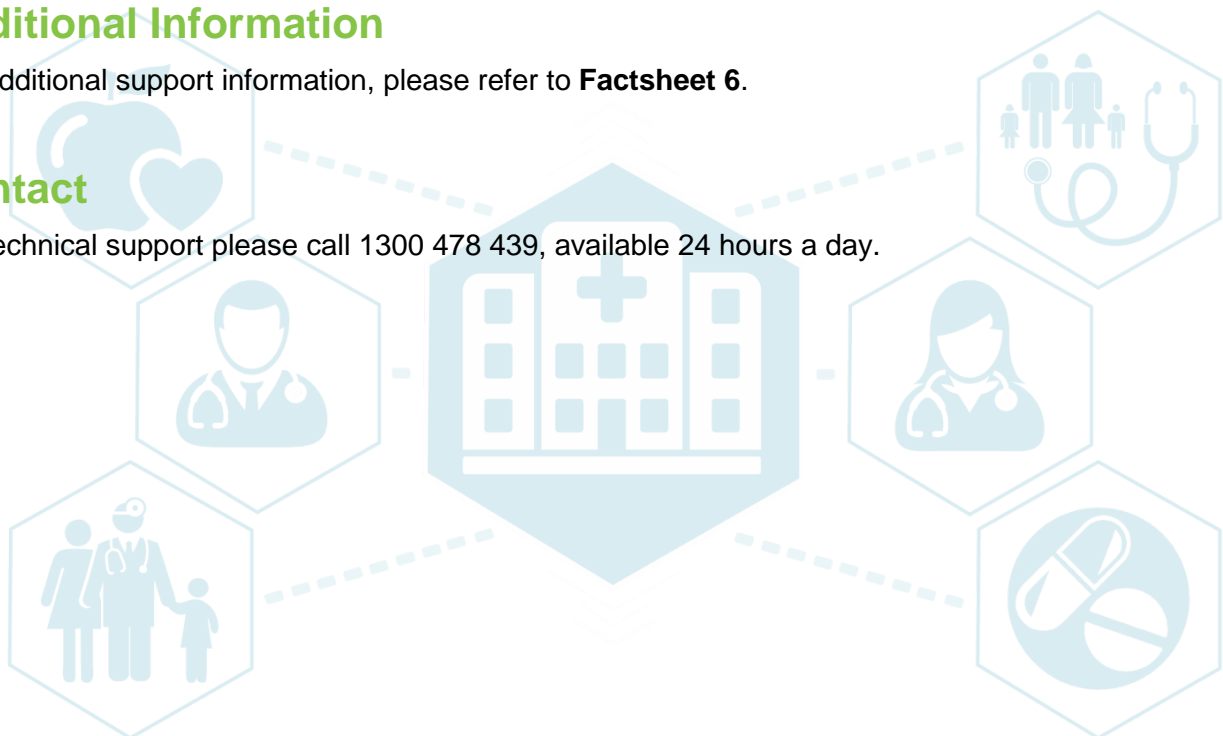 ditional Information
dditional support information, please refer to Factsheet 6.
ntact
echnical support please call 1300 478 439, available 24 hours a day.